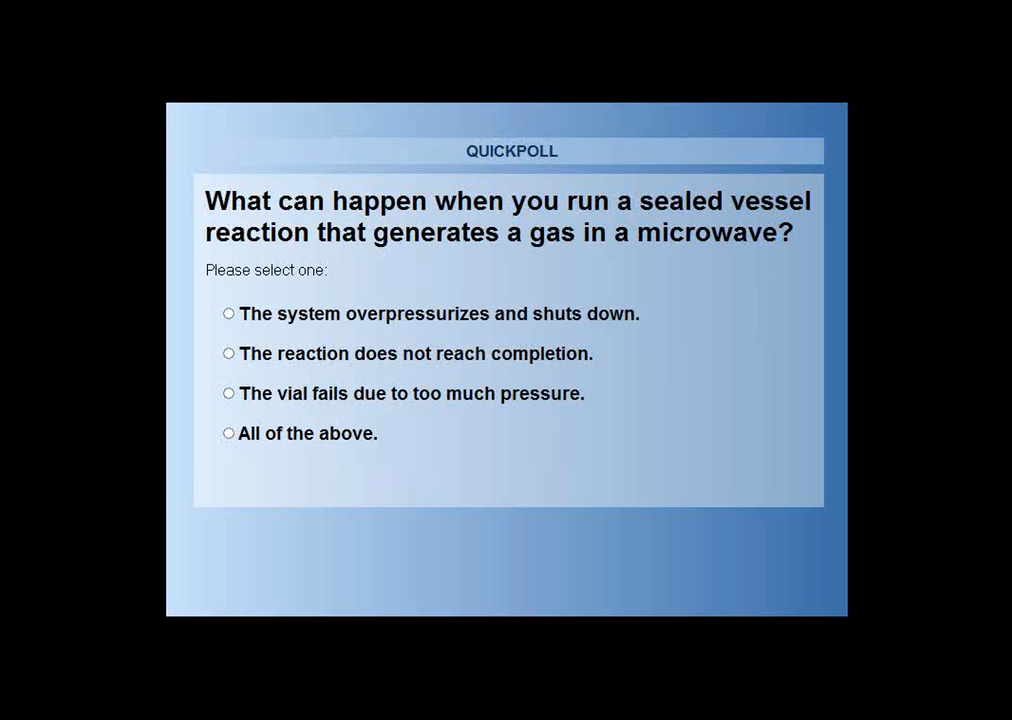 QUICKPOLL
What can happen when you run a sealed vessel
reaction that generates a gas in a microwave?
Please select one:
The system overpressurizes and shuts down.
The reaction does not reach completion.
The vial fails due to too much pressure.
All of the above.